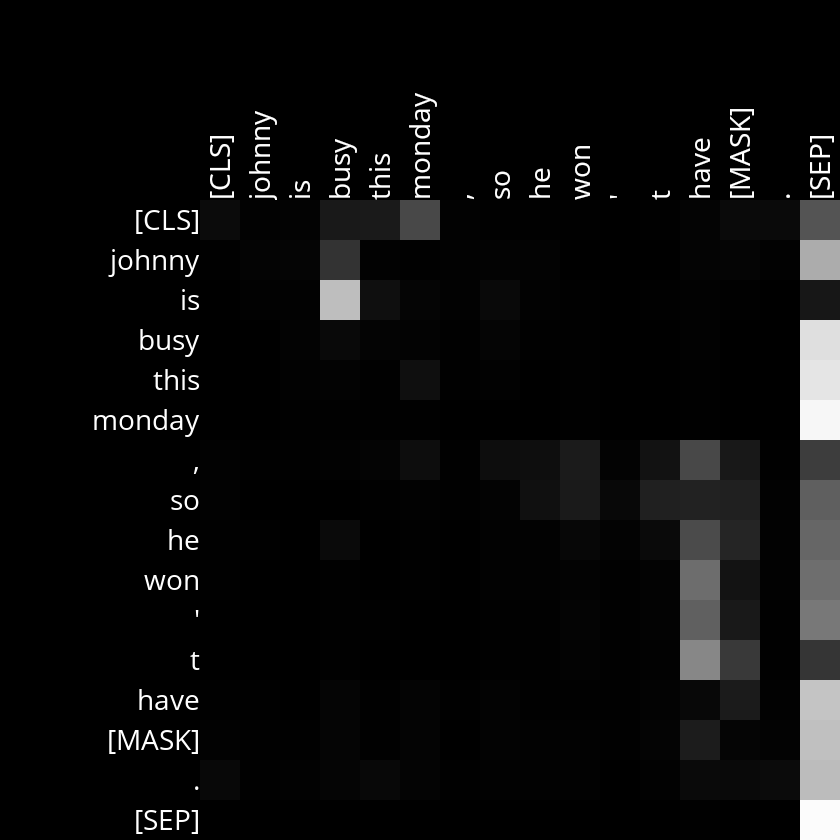 [CLS] johnny is busy this monday , so he won ' t have [MASK] . [SEP]
[CLS]
johnny
is
busy
this
monday
,
so
he
won
'
t
have
[MASK]
.
[SEP]